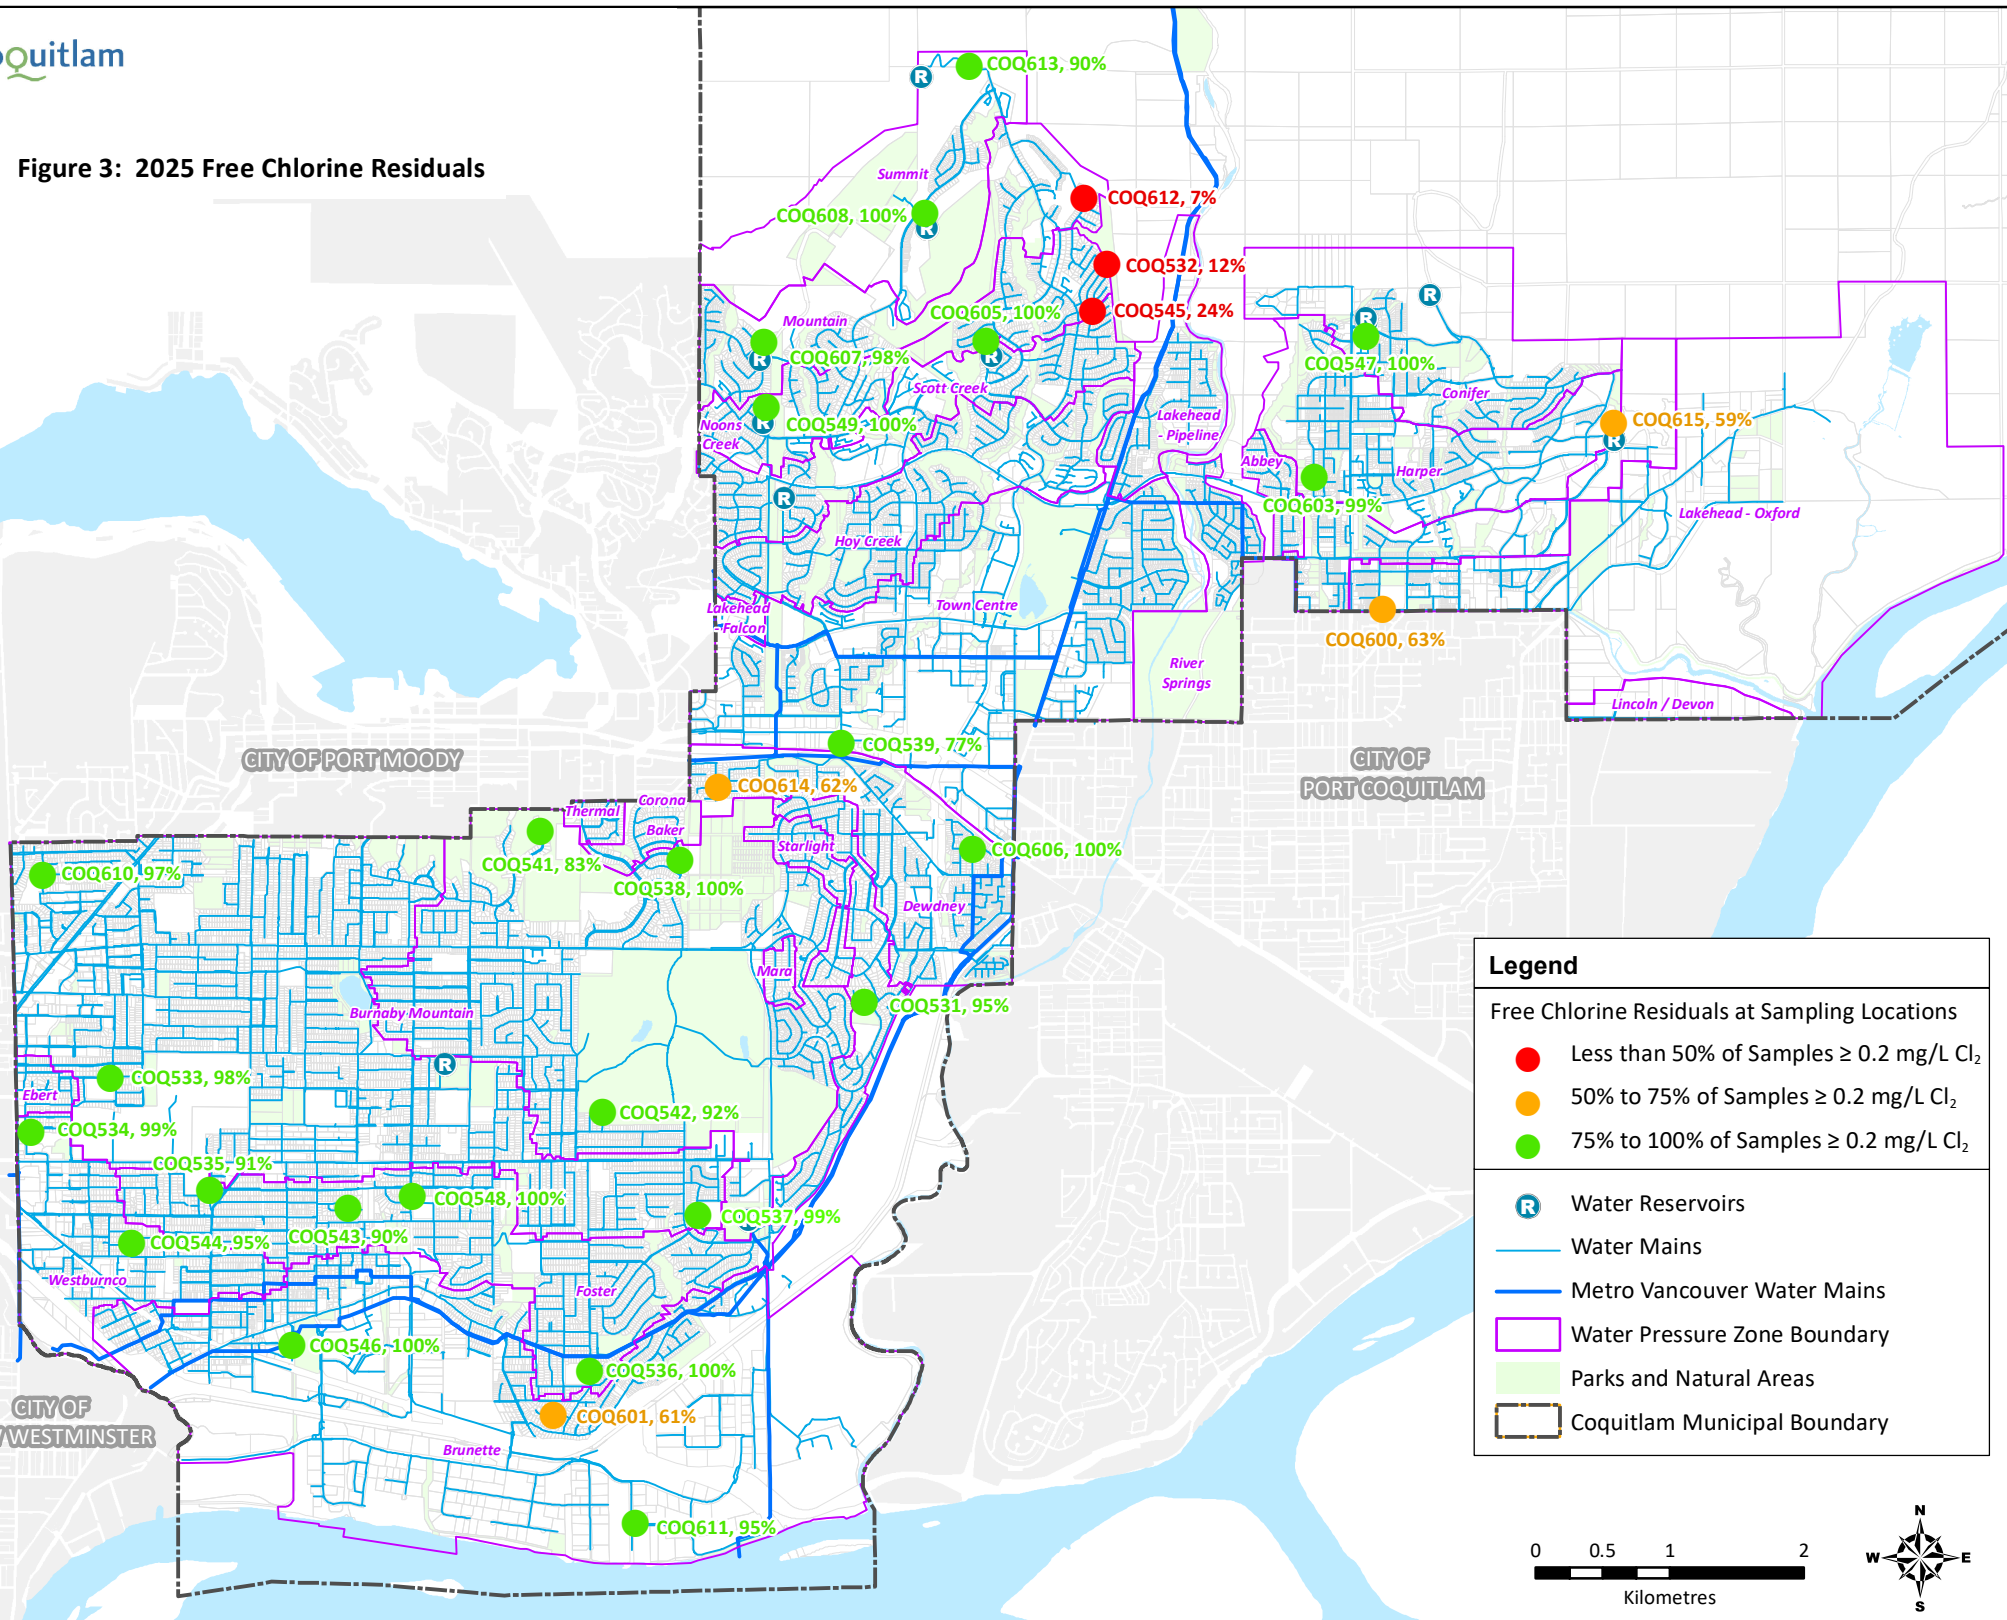 oquitlam
Figure 3: 2025 Free Chlorine Residuals
R
COQ613, 90%
Summit
COQ612, 7%
COQ608, 100%
R
COQ532, 12%
COQ545, 24%
R
COQ605, 100%
R
Mountain
R
COQ607, 98%
R
COQ547, 100%
Scott Creek
Conifer
Noons
Creek
R
COQ549, 100%
Lakehead
- Pipeline
COQ615, 59%
R
Abbey
Harper
R
COQ603, 99%
Lakehead - Oxford
Hoy Creek
Lakehead
- Falcon
Town Centre
COQ600, 63%
River
Springs
Lincoln / Devon
CITY OF PORT MOODY
COQ539, 77%
CITY OF
PORT COQUITLAM
COQ614, 62%
Corona
Thermal
Baker
Starlight
COQ606, 100%
COQ541, 83%
COQ610, 97%
COQ538, 100%
Dewdney
Mara
COQ531, 95%
Burnaby Mountain
R
COQ533, 98%
Ebert
COQ542, 92%
COQ534, 99%
COQ535, 91%
COQ548, 100%
COQ537, 99%
COQ544, 95%
COQ543, 90%
Westburnco
Foster
COQ546, 100%
COQ536, 100%
CITY OF
WESTMINSTER
COQ601, 61%
Brunette
COQ611, 95%
Legend
Free Chlorine Residuals at Sampling Locations
Less than 50% of Samples ≥ 0.2 mg/L Cl₂
50% to 75% of Samples ≥ 0.2 mg/L Cl₂
75% to 100% of Samples ≥ 0.2 mg/L Cl₂
R Water Reservoirs
Water Mains
Metro Vancouver Water Mains
Water Pressure Zone Boundary
Parks and Natural Areas
Coquitlam Municipal Boundary
0 0.5 1 2
Kilometres
N
W E
S